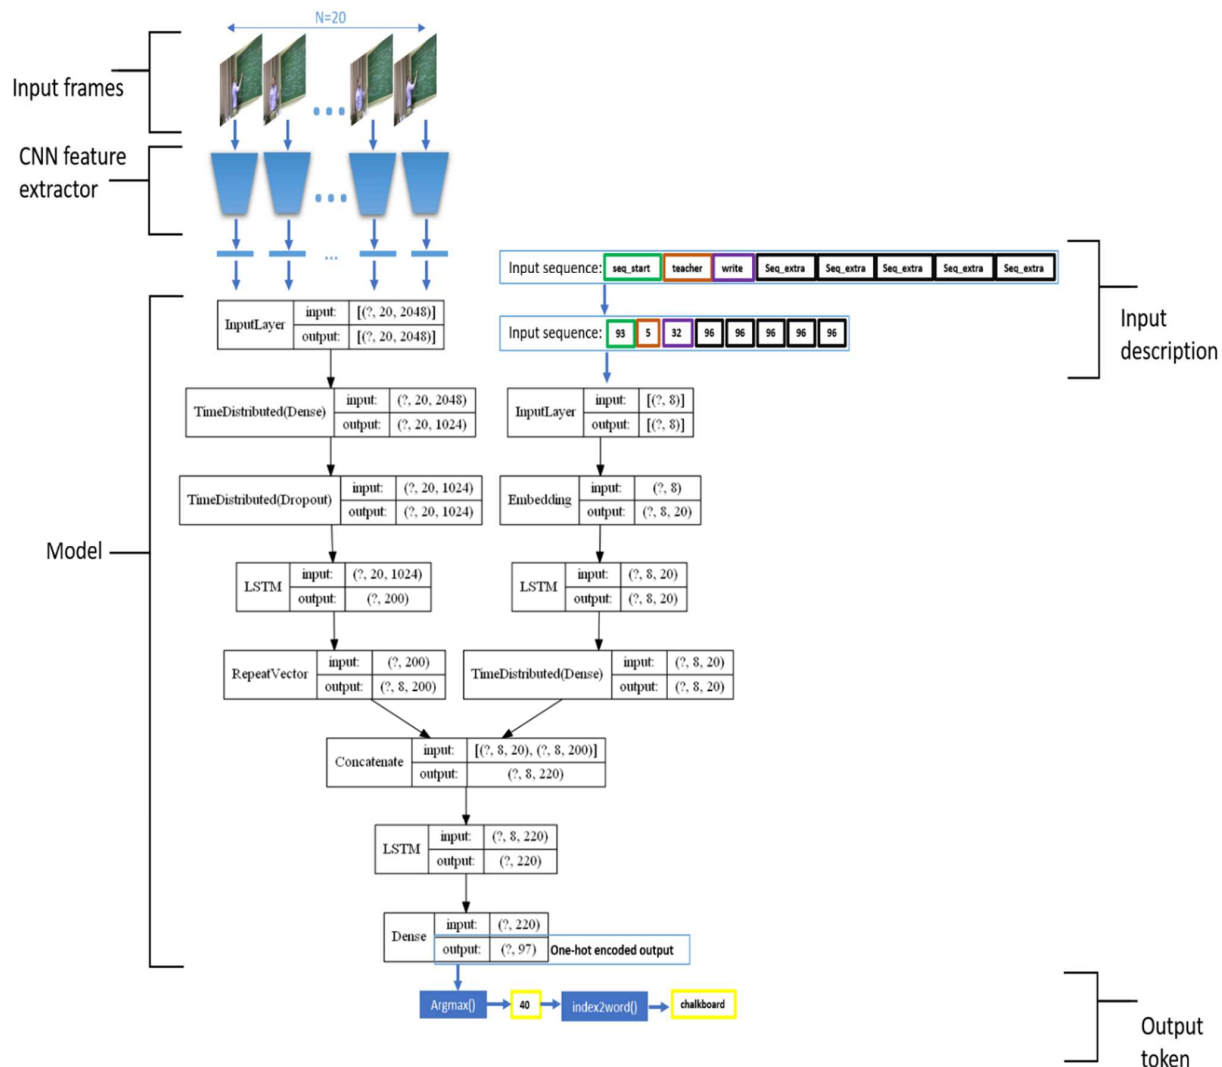 N=20
Input frames
CNN feature
extractor
...
Input sequence: seq_start teacher write Seq_extra Seq_extra Seq_extra Seq_extra Seq_extra
Input sequence: 93 5 32 96 96 96 96 96
Input
description
InputLayer input: [(?, 20, 2048)]
output: [(?, 20, 2048)]
TimeDistributed(Dense) input: (?, 20, 2048)
output: (?, 20, 1024)
InputLayer input: [(?, 8)]
output: [(?, 8)]
TimeDistributed(Dropout) input: (?, 20, 1024)
output: (?, 20, 1024)
Embedding input: (?, 8)
output: (?, 8, 20)
Model
LSTM input: (?, 20, 1024)
output: (?, 200)
LSTM input: (?, 8, 20)
output: (?, 8, 20)
RepeatVector input: (?, 200)
output: (?, 8, 200)
TimeDistributed(Dense) input: (?, 8, 20)
output: (?, 8, 20)
Concatenate input: [(?, 8, 20), (?, 8, 200)]
output: (?, 8, 220)
LSTM input: (?, 8, 220)
output: (?, 220)
Dense input: (?, 220)
output: (?, 97) One-hot encoded output
Argmax() 40 index2word() chalkboard
Output
token